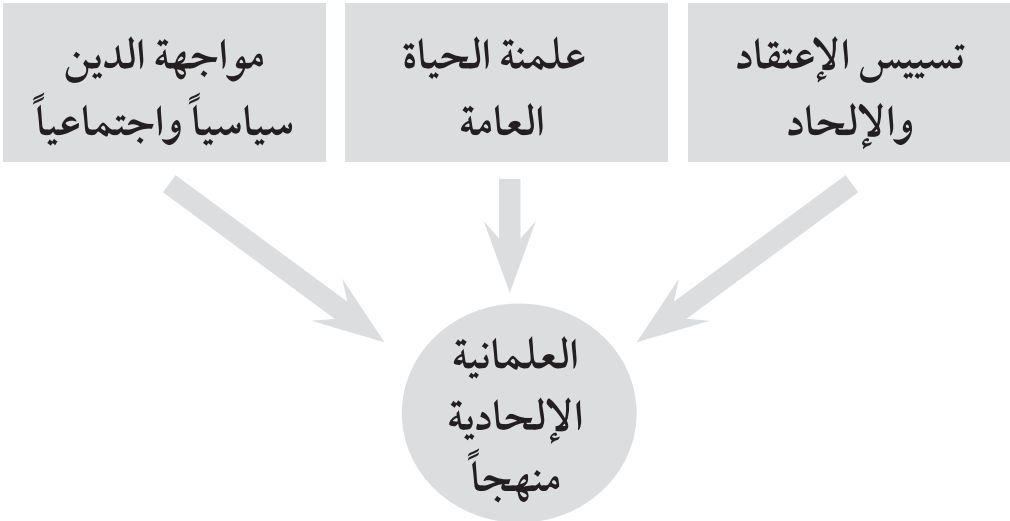 تسييس الإعتقاد
والإلحاد
علمنة الحياة
العامة
مواجهة الدين
سياسياً واجتماعياً
العلمانية
الإلحادية
منهجاً